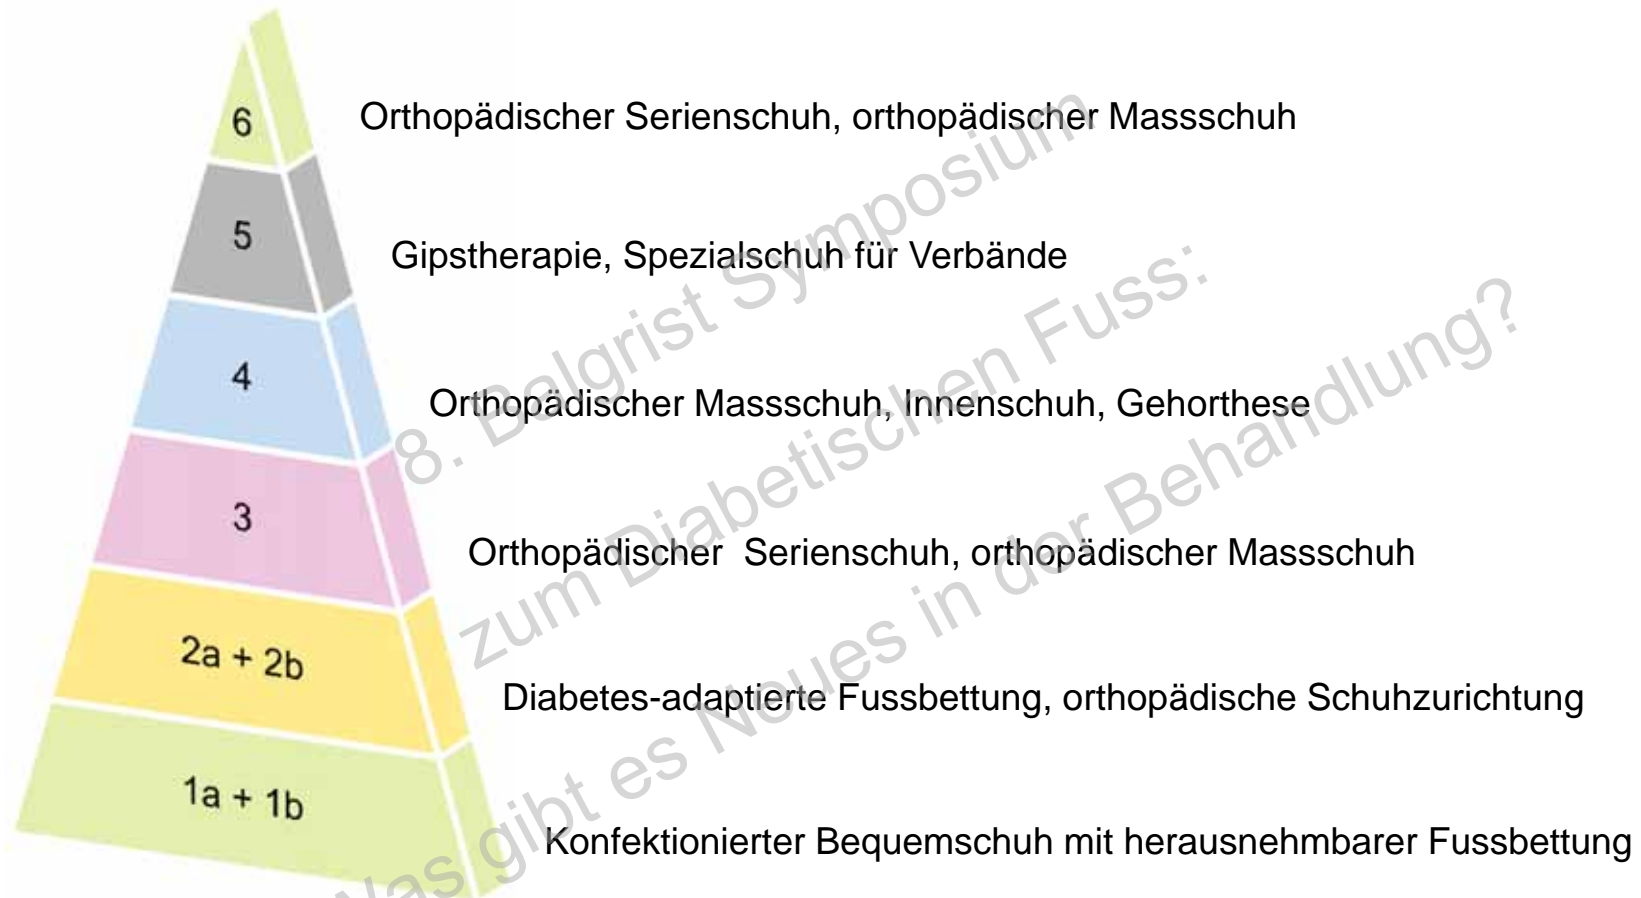 6
Orthopädischer Serienschuh, orthopädischer Massschuh
5
Gipstherapie, Spezialschuh für Verbände
4
Orthopädischer Massschuh, Innenschuh, Gehorthese
3
Orthopädischer Serienschuh, orthopädischer Massschuh
2a + 2b
Diabetes-adaptierte Fussbettung, orthopädische Schuhzurichtung
1a + 1b
Konfektionierter Bequemschuh mit herausnehmbarer Fussbettung
8. Balgrist Symposium
zum Diabetischen Fuss:
Was gibt es Neues in der Behandlung?